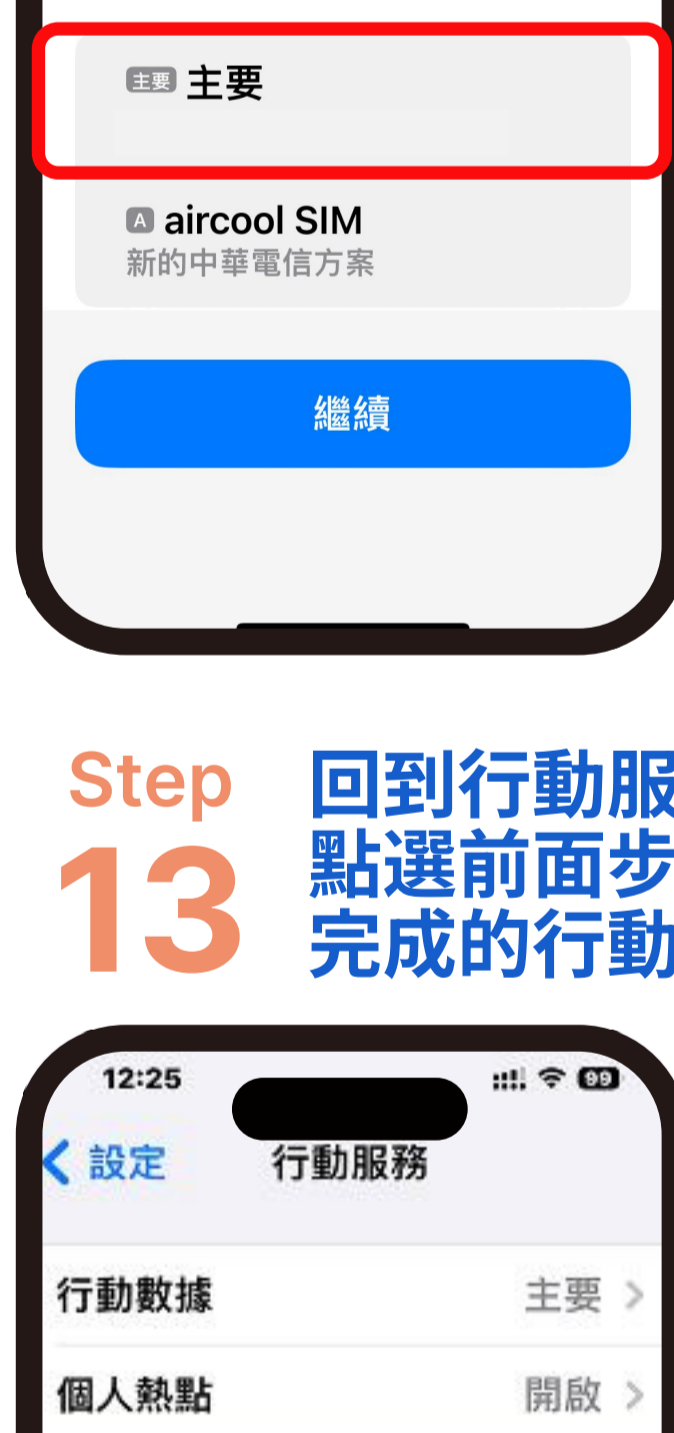 主要 主要
A aircool SIM
新的中華電信方案
繼續
Step
13
回到行動服
點選前面步
完成的行動
12:25
99
設定
行動服務
行動數據
主要
個人熱點
開啟